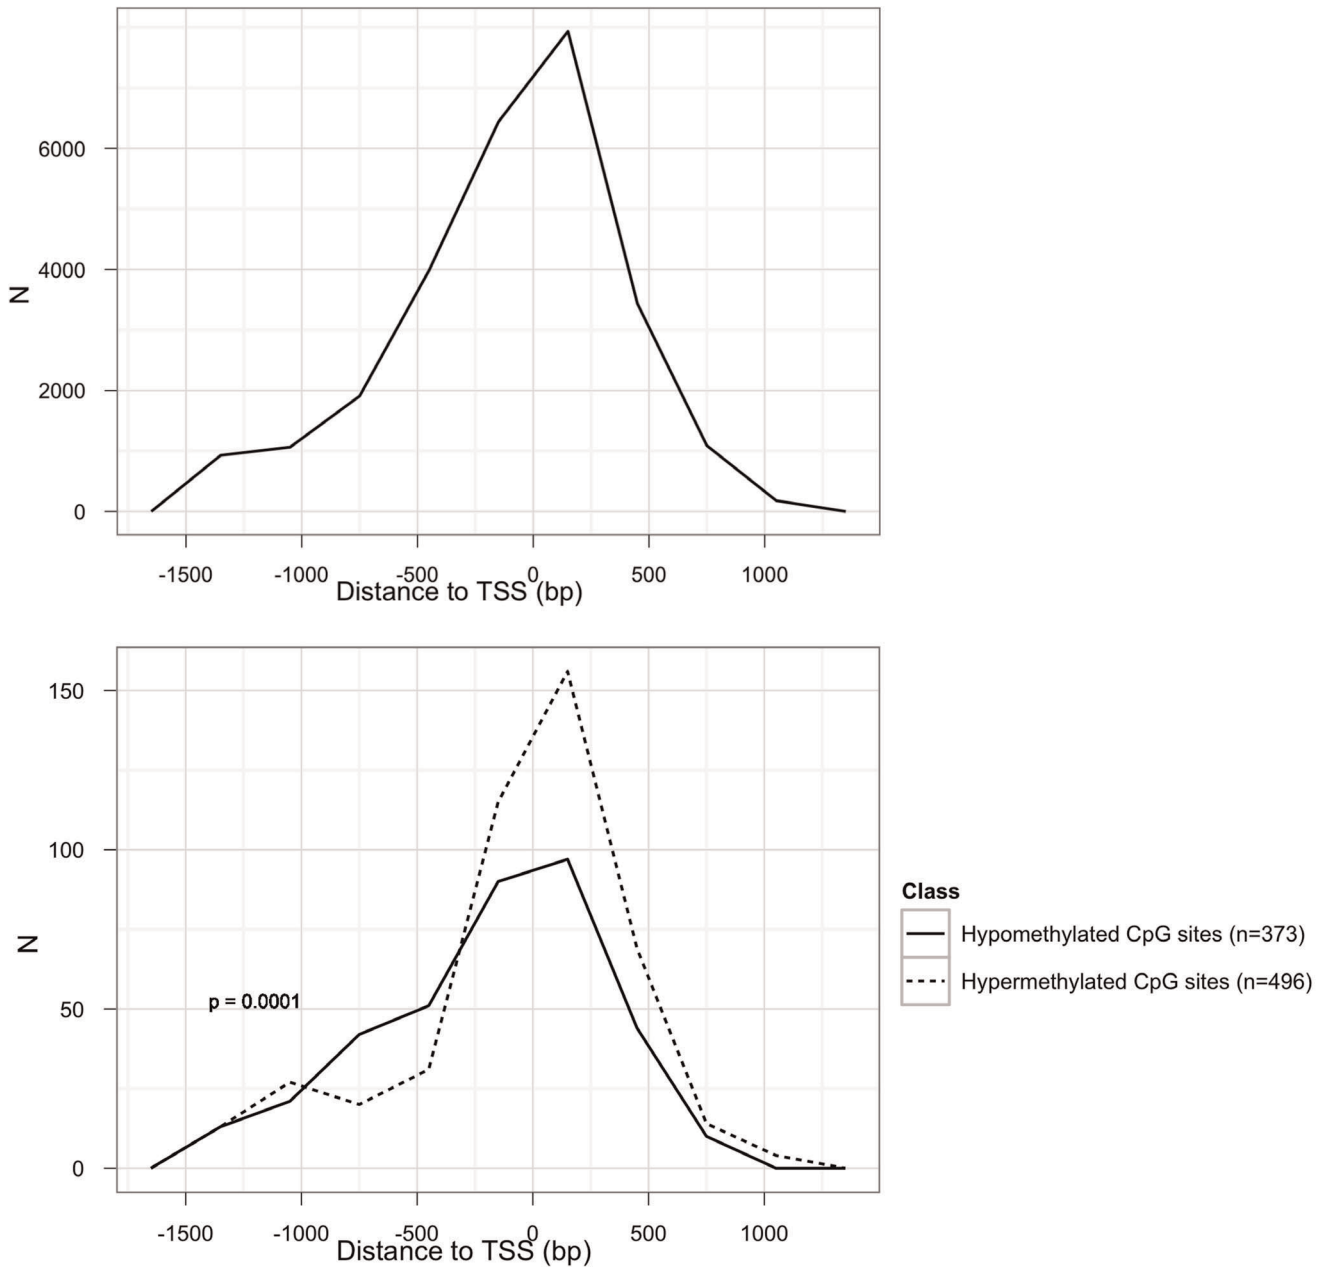 6000
4000
2000
0
N
-1500 -1000 -500 0 500 1000
Distance to TSS (bp)
150
100
50
0
N
p = 0.0001
-1500 -1000 -500 0 500 1000
Distance to TSS (bp)
Class
Hypomethylated CpG sites (n=373)
Hypermethylated CpG sites (n=496)